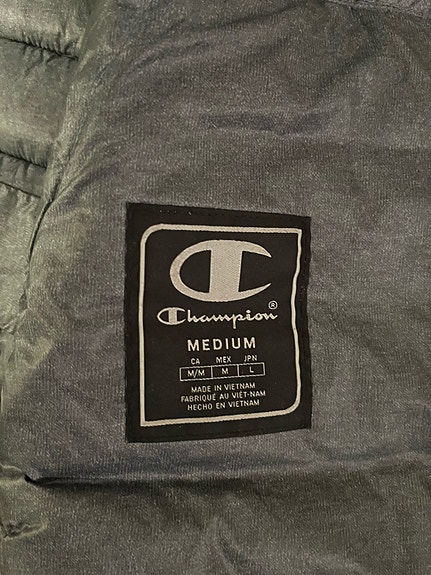 Champion®
MEDIUM
CA MEX JPN
M/M M L
MADE IN VIETNAM
FABRIQUÉ AU VIÊT-NAM
HECHO EN VIETNAM